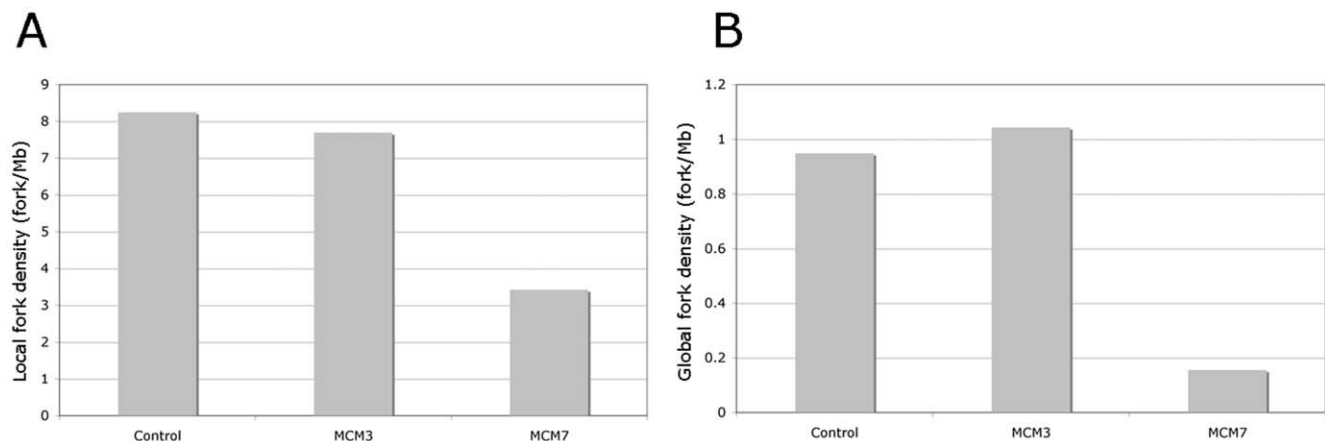 A
Local fork density (fork/Mb)
9
8
7
6
5
4
3
2
1
0
Control MCM3 MCM7
B
Global fork density (fork/Mb)
1.2
1
0.8
0.6
0.4
0.2
0
Control MCM3 MCM7